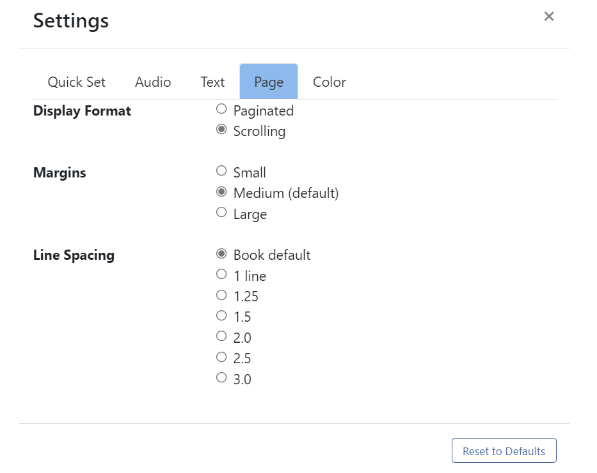 Settings ×
Quick Set Audio Text Page Color
Display Format Paginated
Scrolling
Margins Small
Medium (default)
Large
Line Spacing Book default
1 line
1.25
1.5
2.0
2.5
3.0
Reset to Defaults